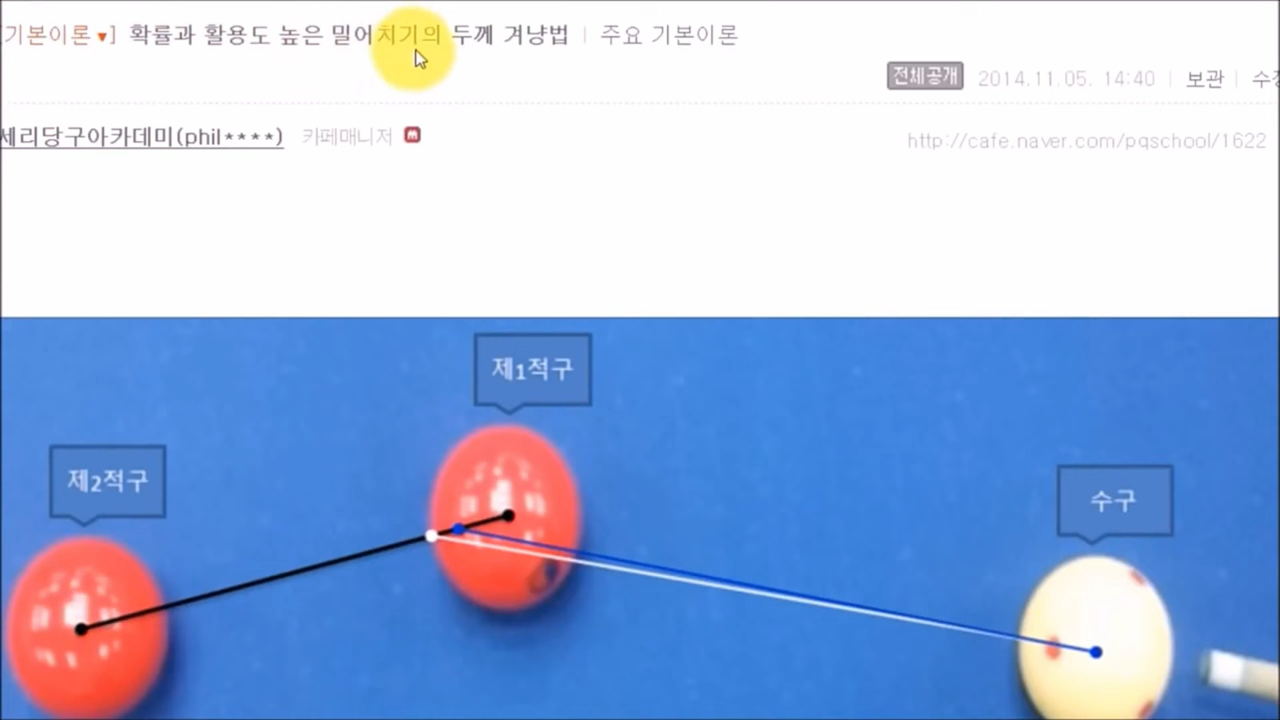 기본이론 ▼] 확률과 활용도 높은 밀어치기의 두께 겨냥법 | 주요 기본이론
전체공개 2014.11.05. 14:40 | 보관 |
세리당구아카데미(phil****) 카페매니저
http://cafe.naver.com/pqschool/1622
제1적구
제2적구
수구